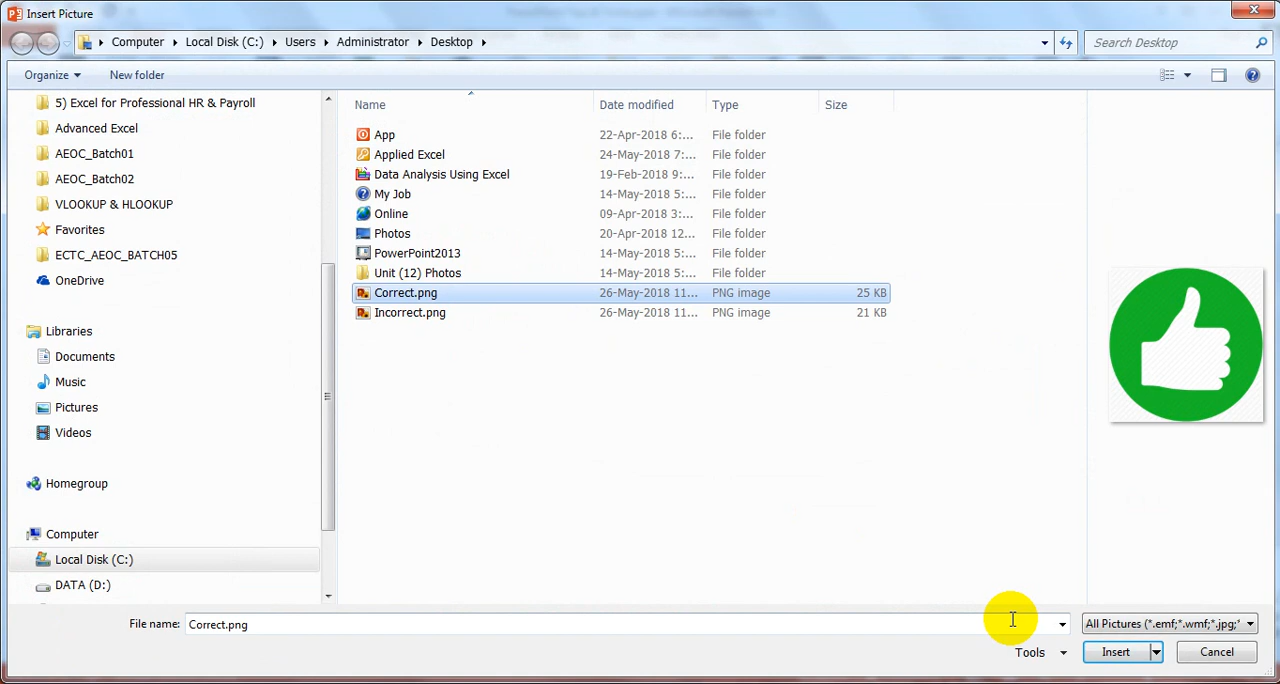 Insert Picture
Computer Local Disk (C:) Users Administrator Desktop
Search Desktop
Organize New folder
5) Excel for Professional HR & Payroll
Advanced Excel
AEOC_Batch01
AEOC_Batch02
VLOOKUP & HLOOKUP
Favorites
ECTC_AEOC_BATCH05
OneDrive
Libraries
Documents
Music
Pictures
Videos
Homegroup
Computer
Local Disk (C:)
DATA (D:)
Name Date modified Type Size
App 22-Apr-2018 6:... File folder
Applied Excel 24-May-2018 7:... File folder
Data Analysis Using Excel 19-Feb-2018 9:... File folder
My Job 14-May-2018 5:... File folder
Online 09-Apr-2018 3:... File folder
Photos 20-Apr-2018 12... File folder
PowerPoint2013 14-May-2018 5:... File folder
Unit (12) Photos 14-May-2018 5:... File folder
Correct.png 26-May-2018 11... PNG image 25 KB
Incorrect.png 26-May-2018 11... PNG image 21 KB
File name: Correct.png
All Pictures (*.emf;*.wmf;*.jpg;*
Tools Insert Cancel